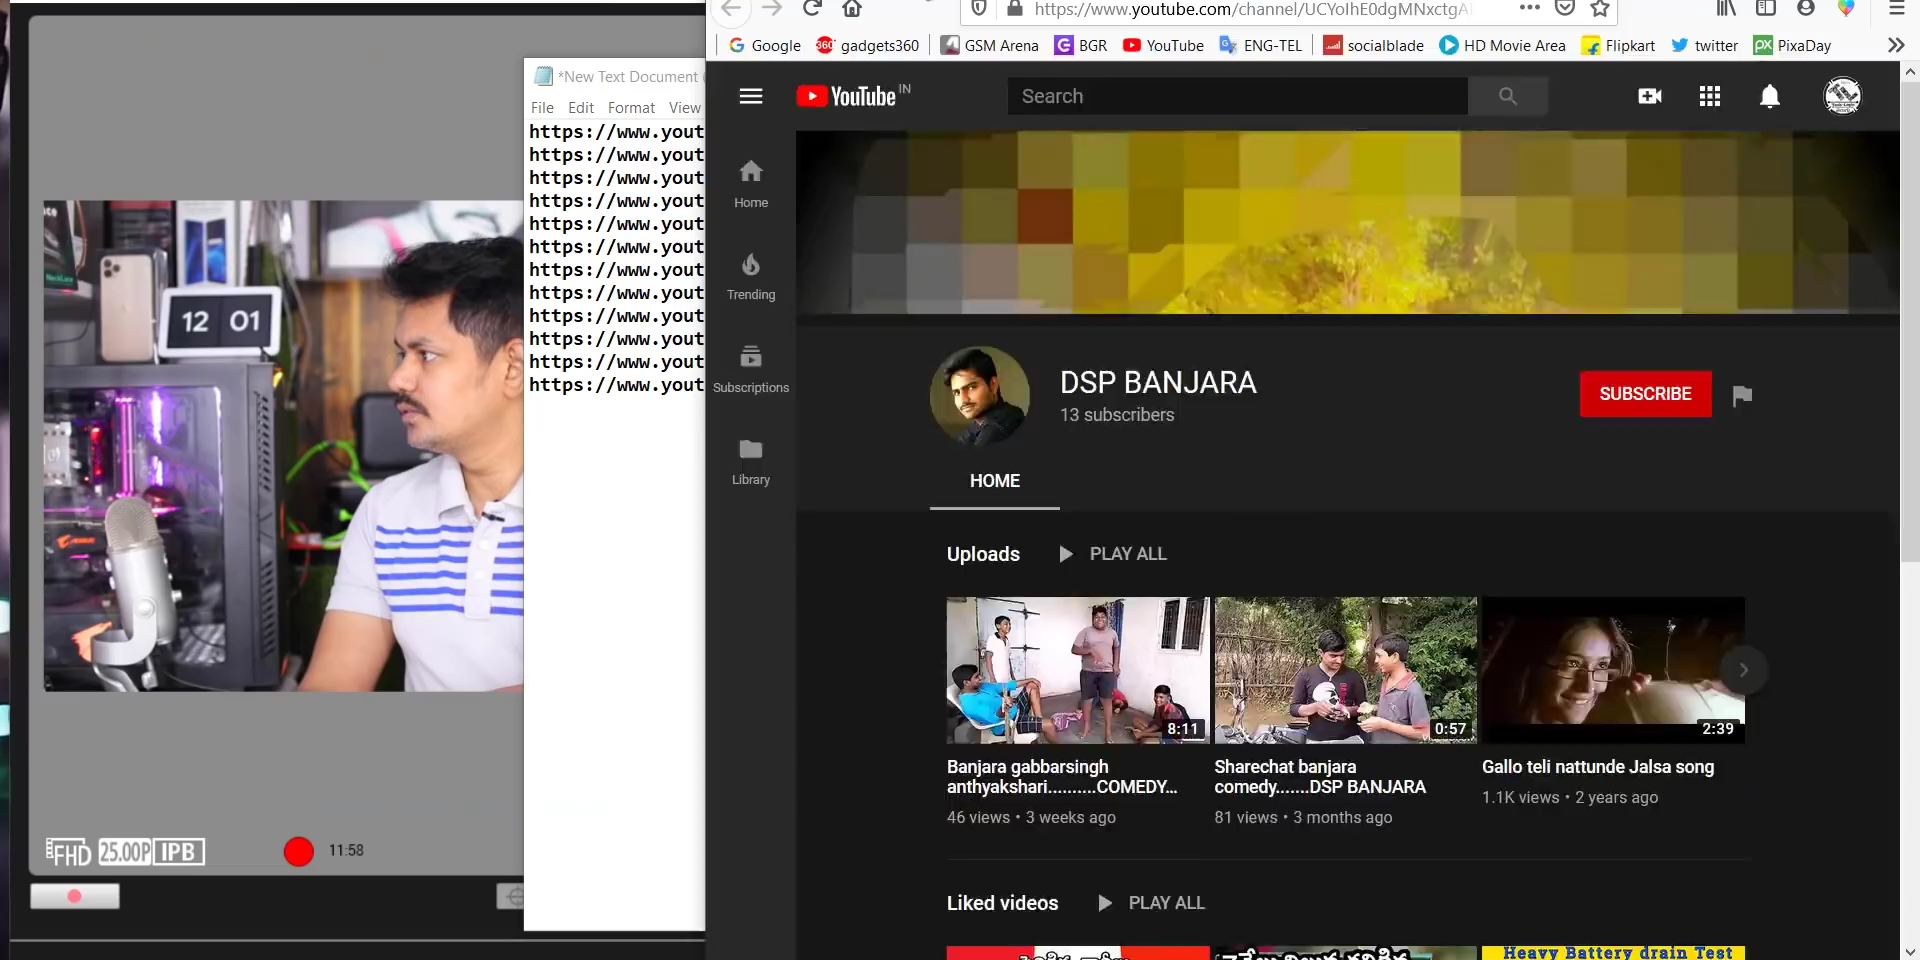 12 01
FHD 25.00P IPB
11:58
*New Text Document
File Edit Format View
https://www.yout
https://www.yout
https://www.yout
https://www.yout
https://www.yout
https://www.yout
https://www.yout
https://www.yout
https://www.yout
https://www.yout
https://www.yout
https://www.yout
https://www.youtube.com/channel/UCYoIhE0dgMNxctgA
Google gadgets360 GSM Arena BGR YouTube ENG-TEL socialblade HD Movie Area Flipkart twitter PixaDay
YouTube IN
Search
Home
Trending
Subscriptions
Library
DSP BANJARA
13 subscribers
SUBSCRIBE
HOME
Uploads PLAY ALL
8:11
0:57
2:39
Banjara gabbarsingh
anthyakshari..........COMEDY...
46 views • 3 weeks ago
Sharechat banjara
comedy.......DSP BANJARA
81 views • 3 months ago
Gallo teli nattunde Jalsa song
1.1K views • 2 years ago
Liked videos PLAY ALL
Heavy Battery drain Test